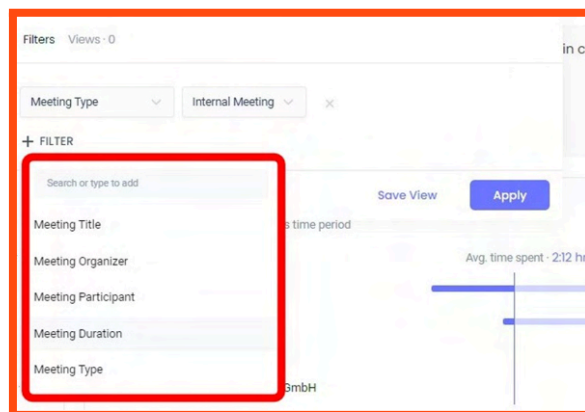 Filters Views · 0
in c
Meeting Type Internal Meeting ×
+ FILTER
Search or type to add
Save View Apply
Meeting Title
s time period
Meeting Organizer
Avg. time spent · 2:12 h
Meeting Participant
Meeting Duration
Meeting Type
GmbH